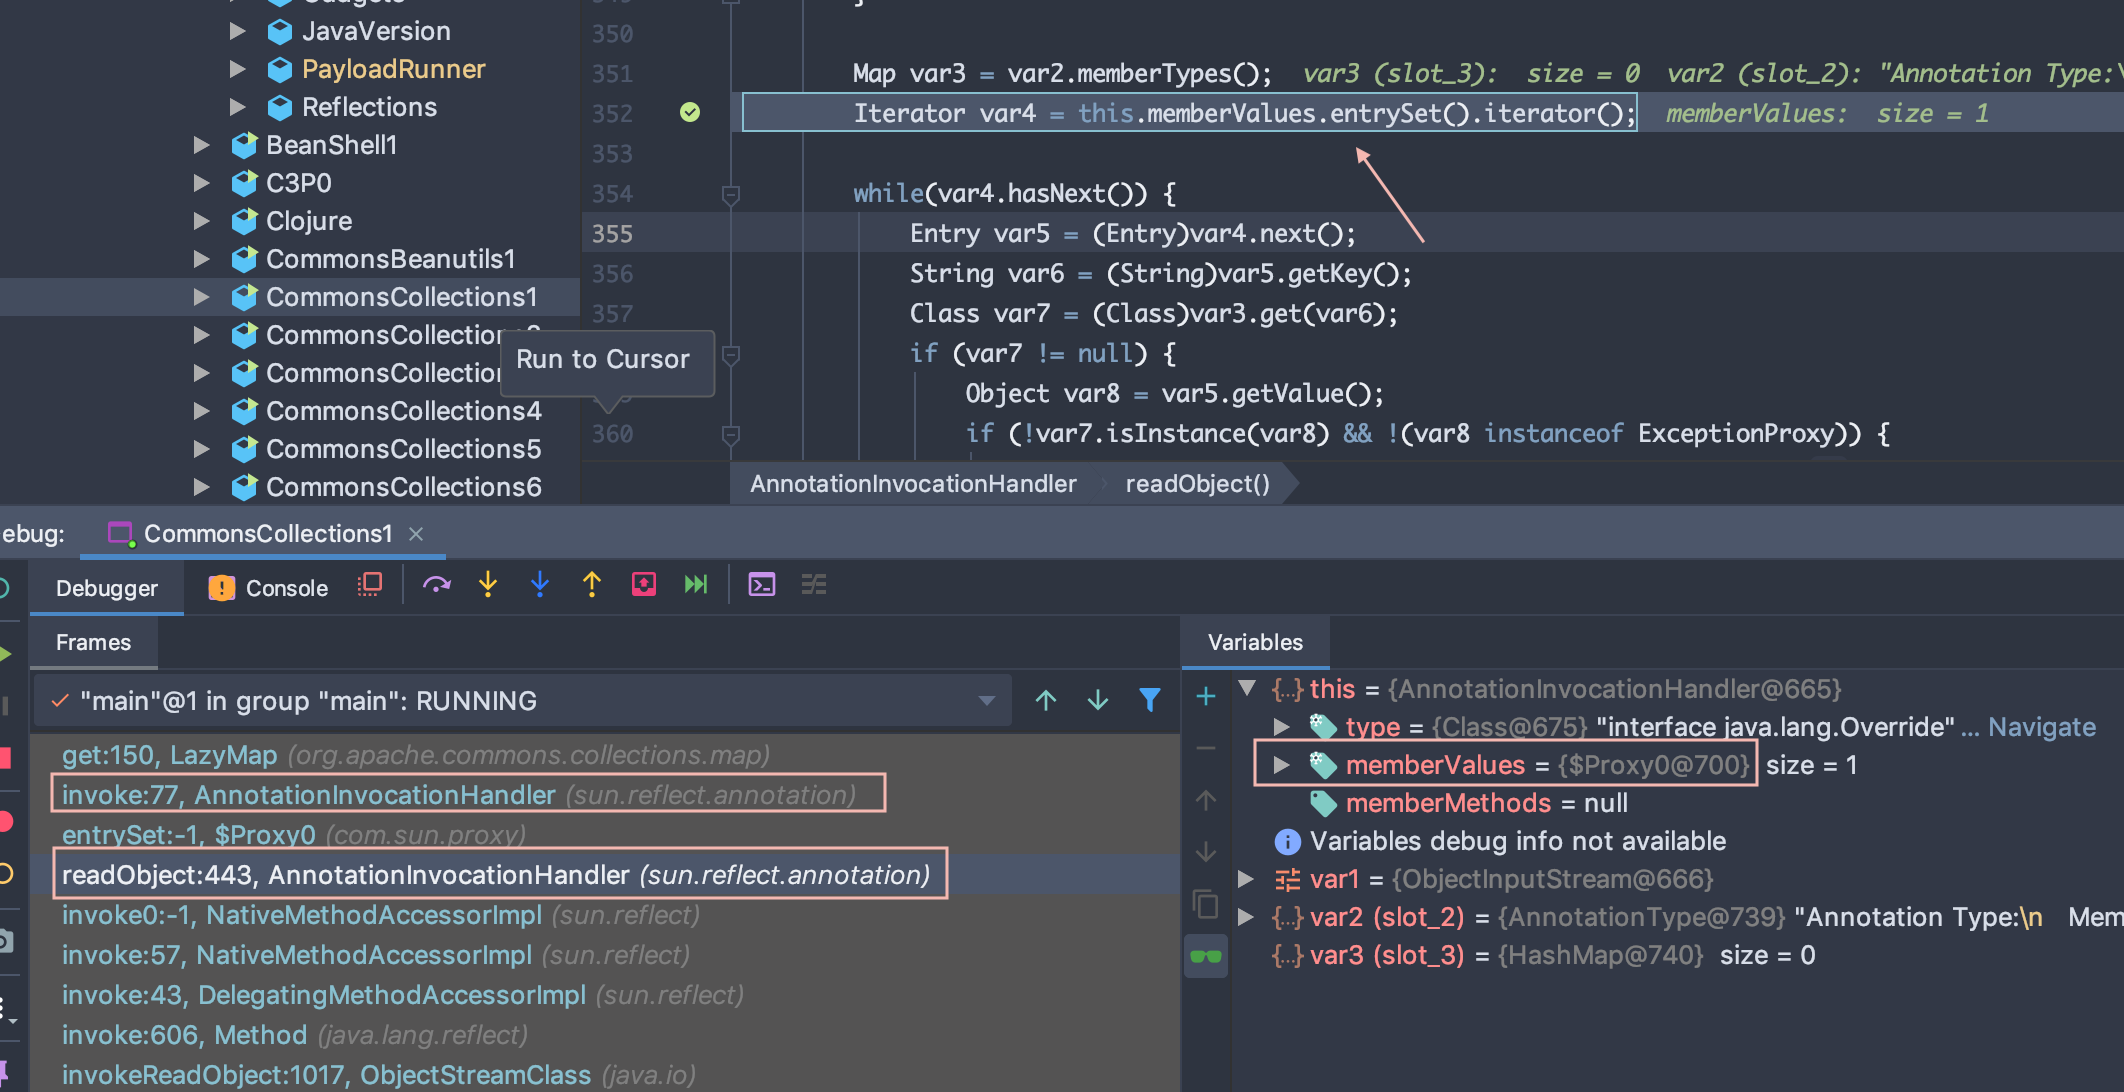 JavaVersion
PayloadRunner
Reflections
BeanShell1
C3P0
Clojure
CommonsBeanutils1
CommonsCollections1
CommonsCollection
CommonsCollection
CommonsCollections4
CommonsCollections5
CommonsCollections6
Run to Cursor
350
351 Map var3 = var2.memberTypes(); var3 (slot_3): size = 0 var2 (slot_2): "Annotation Type:\
352 Iterator var4 = this.memberValues.entrySet().iterator(); memberValues: size = 1
353
354 while(var4.hasNext()) {
355 Entry var5 = (Entry)var4.next();
356 String var6 = (String)var5.getKey();
357 Class var7 = (Class)var3.get(var6);
if (var7 != null) {
Object var8 = var5.getValue();
360 if (!var7.isInstance(var8) && !(var8 instanceof ExceptionProxy)) {
AnnotationInvocationHandler readObject()
ebug: CommonsCollections1
Debugger Console
Frames
"main"@1 in group "main": RUNNING
get:150, LazyMap (org.apache.commons.collections.map)
invoke:77, AnnotationInvocationHandler (sun.reflect.annotation)
entrySet:-1, $Proxy0 (com.sun.proxy)
readObject:443, AnnotationInvocationHandler (sun.reflect.annotation)
invoke0:-1, NativeMethodAccessorImpl (sun.reflect)
invoke:57, NativeMethodAccessorImpl (sun.reflect)
invoke:43, DelegatingMethodAccessorImpl (sun.reflect)
invoke:606, Method (java.lang.reflect)
invokeReadObject:1017, ObjectStreamClass (java.io)
Variables
{...} this = {AnnotationInvocationHandler@665}
type = {Class@675} "interface java.lang.Override" ... Navigate
memberValues = {$Proxy0@700} size = 1
memberMethods = null
Variables debug info not available
var1 = {ObjectInputStream@666}
{...} var2 (slot_2) = {AnnotationType@739} "Annotation Type:\n Mem
{...} var3 (slot_3) = {HashMap@740} size = 0